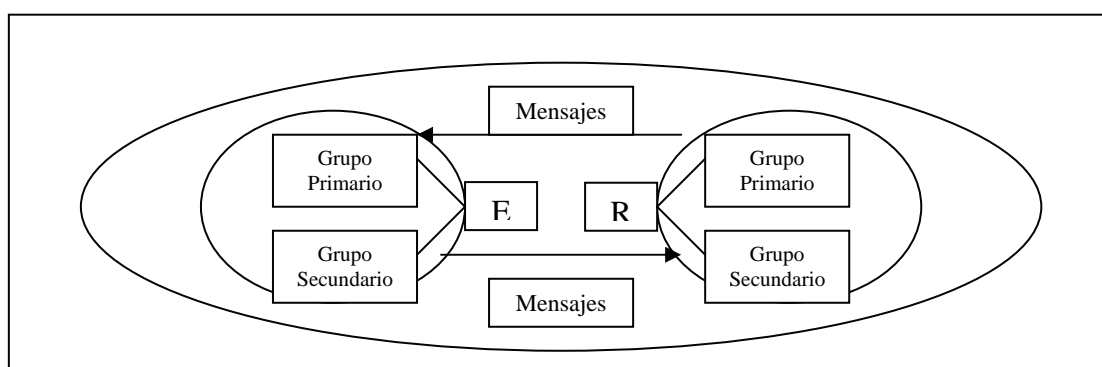 Mensajes
Grupo
Primario
Grupo
Primario
E
R
Grupo
Secundario
Grupo
Secundario
Mensajes